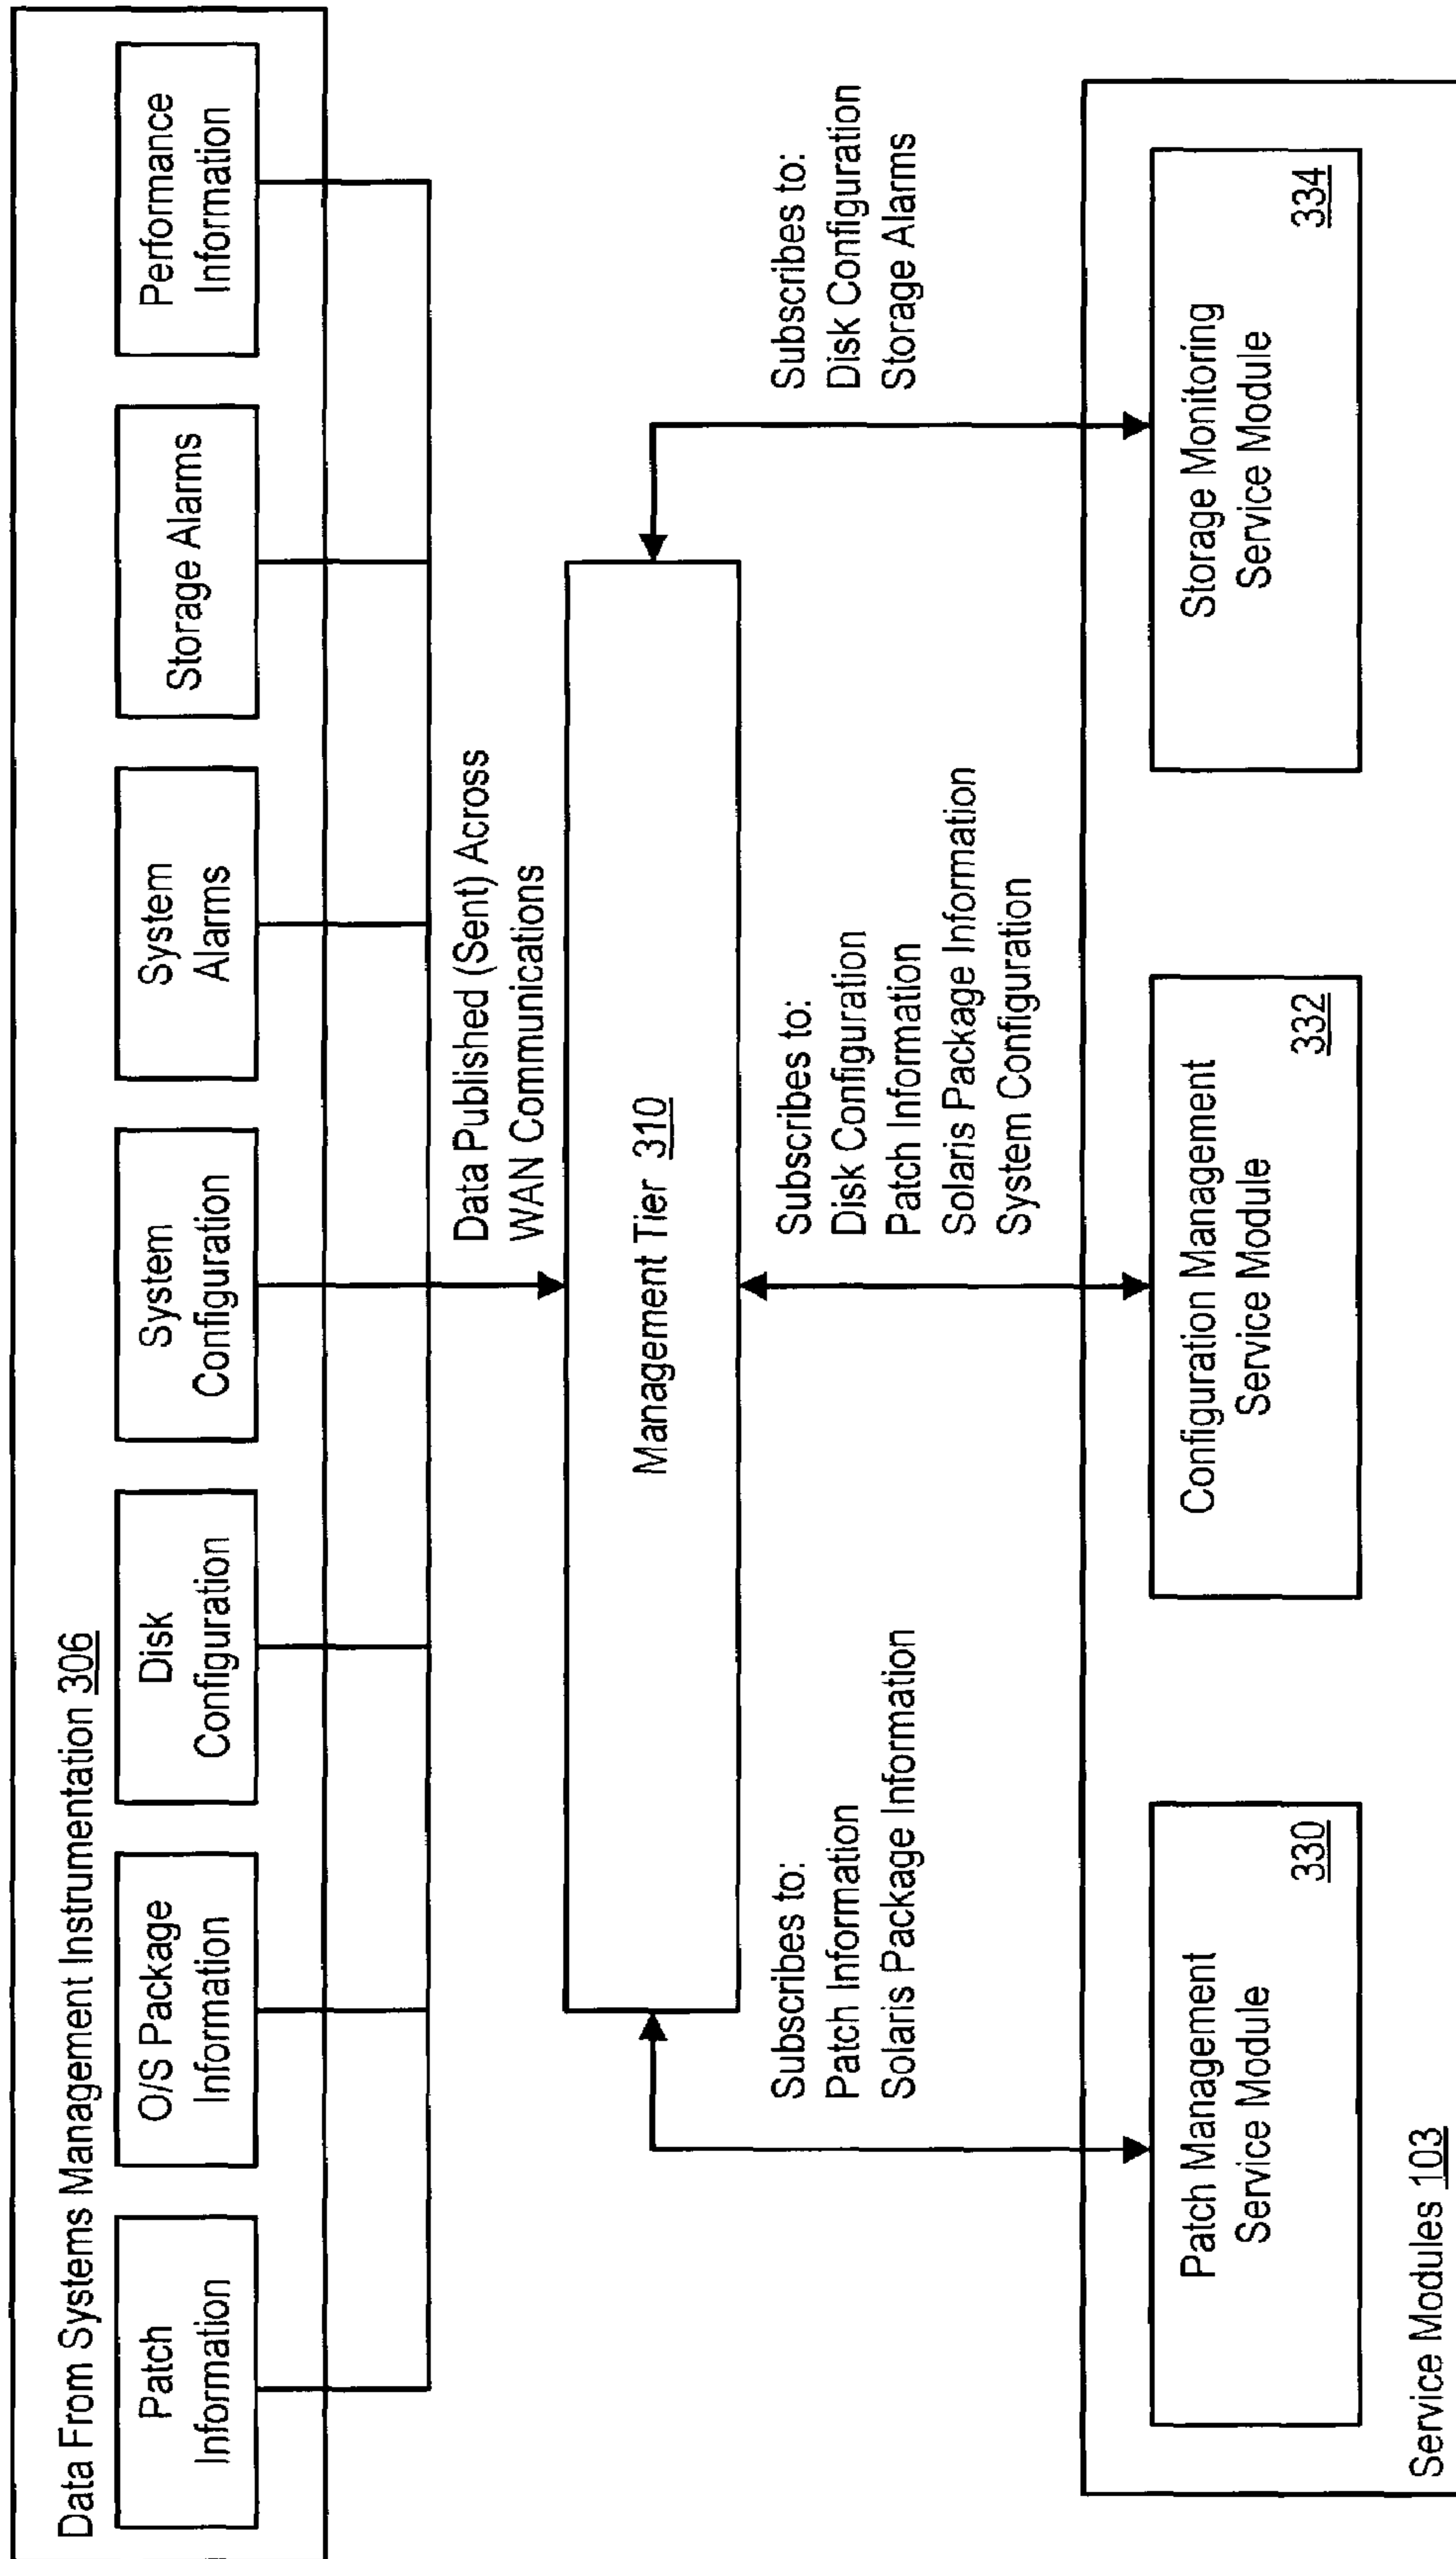 Data From Systems Management Instrumentation 306
Patch
Information
O/S Package
Information
Disk
Configuration
System
Configuration
System
Alarms
Storage Alarms
Performance
Information
Data Published (Sent) Across
WAN Communications
Management Tier 310
Subscribes to:
Patch Information
Solaris Package Information
Subscribes to:
Disk Configuration
Patch Information
Solaris Package Information
System Configuration
Subscribes to:
Disk Configuration
Storage Alarms
Patch Management
Service Module
330
Configuration Management
Service Module
332
Storage Monitoring
Service Module
334
Service Modules 103